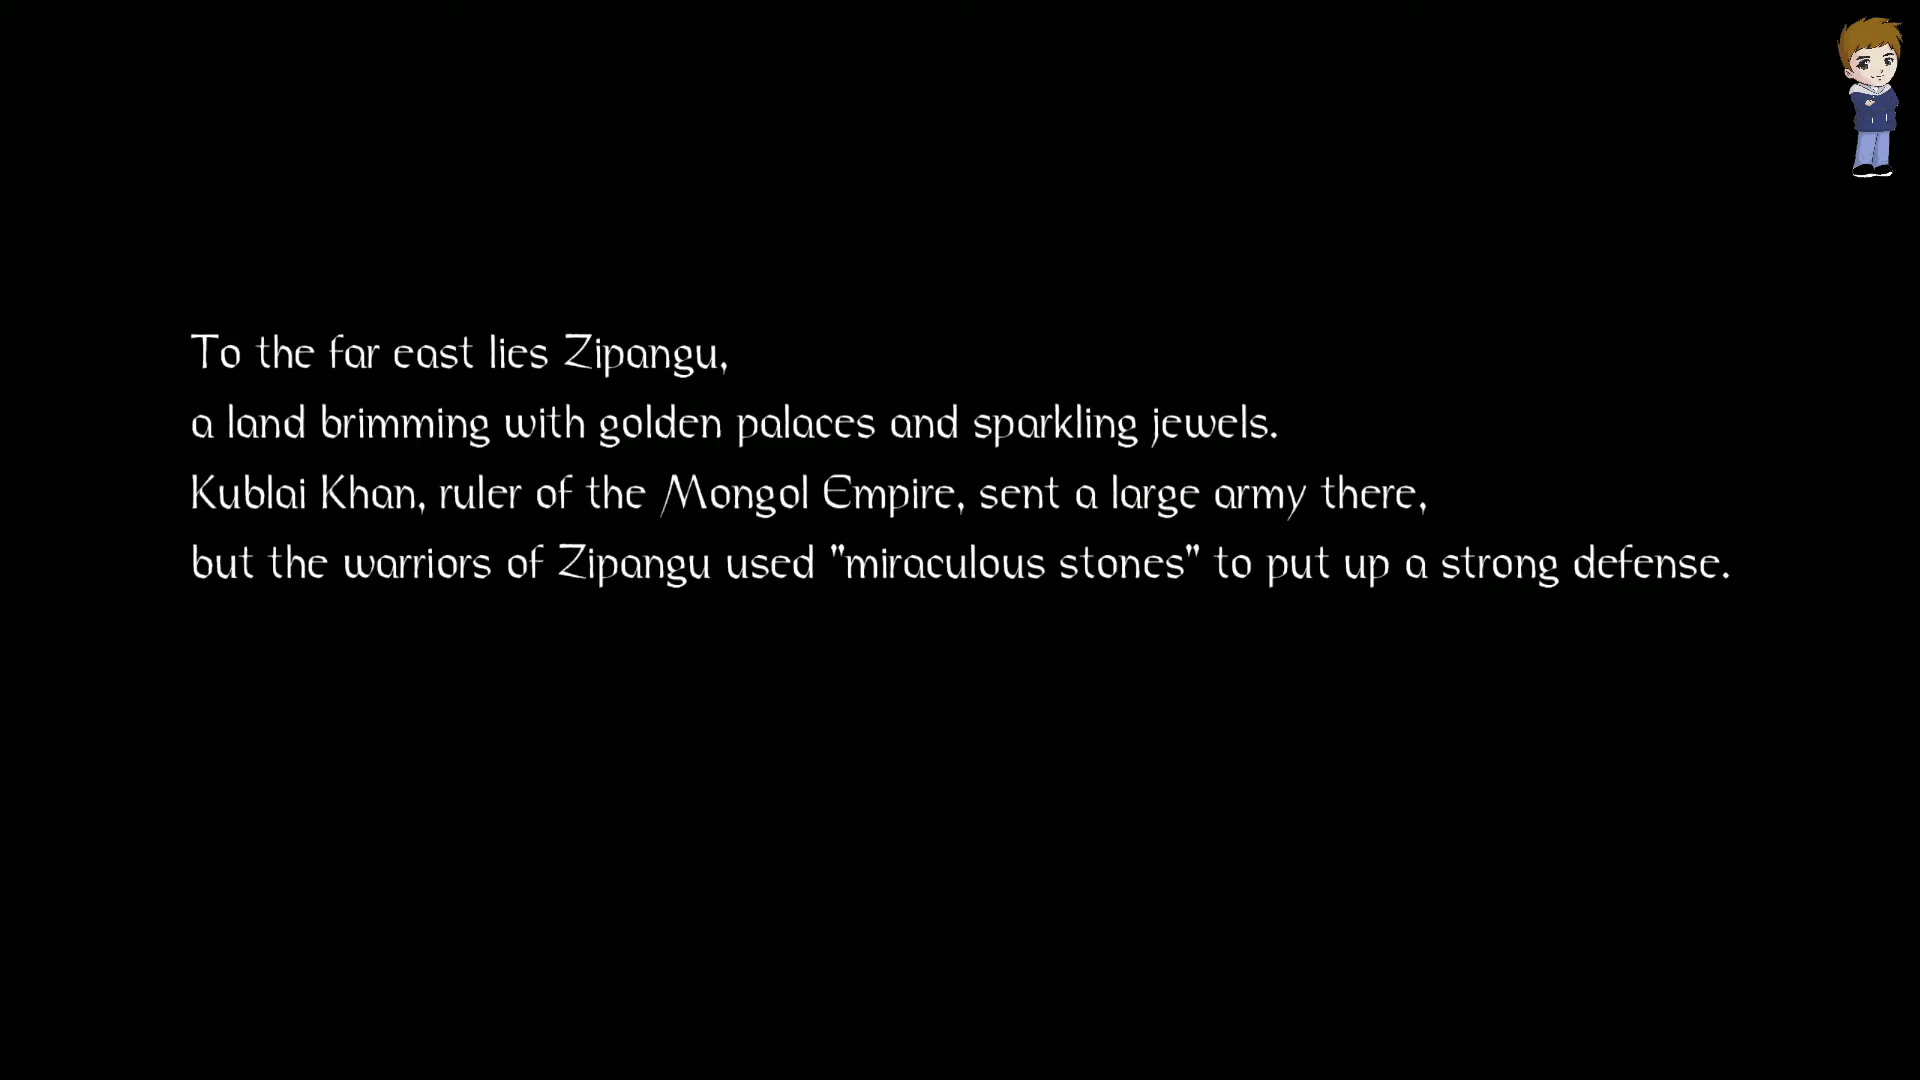 To the far east lies Zipangu,
a land brimming with golden palaces and sparkling jewels.
Kublai Khan, ruler of the Mongol Empire, sent a large army there,
but the warriors of Zipangu used "miraculous stones" to put up a strong defense.